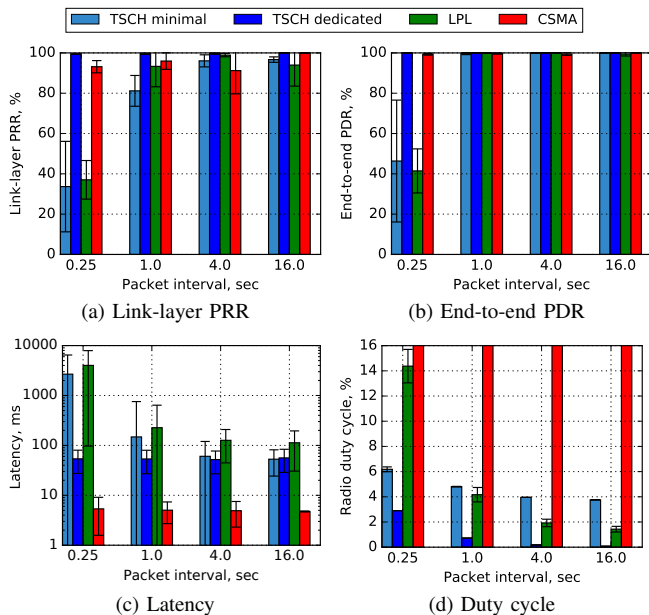 TSCH minimal TSCH dedicated LPL CSMA
100
80
60
40
20
0
Link-layer PRR, %
0.25 1.0 4.0 16.0
Packet interval, sec
(a) Link-layer PRR
100
80
60
40
20
0
End-to-end PDR, %
0.25 1.0 4.0 16.0
Packet interval, sec
(b) End-to-end PDR
10000
1000
100
10
1
Latency, ms
0.25 1.0 4.0 16.0
Packet interval, sec
(c) Latency
16
14
12
10
8
6
4
2
0
Radio duty cycle, %
0.25 1.0 4.0 16.0
Packet interval, sec
(d) Duty cycle